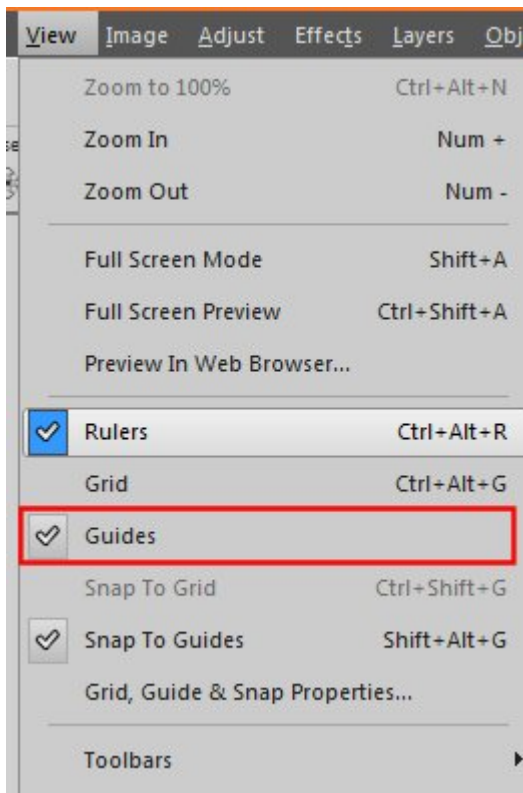 View Image Adjust Effects Layers Obj
Zoom to 100% Ctrl+Alt+N
se
Zoom In Num +
Zoom Out Num -
Full Screen Mode Shift+A
Full Screen Preview Ctrl+Shift+A
Preview In Web Browser...
Rulers Ctrl+Alt+R
Grid Ctrl+Alt+G
Guides
Snap To Grid Ctrl+Shift+G
Snap To Guides Shift+Alt+G
Grid, Guide & Snap Properties...
Toolbars